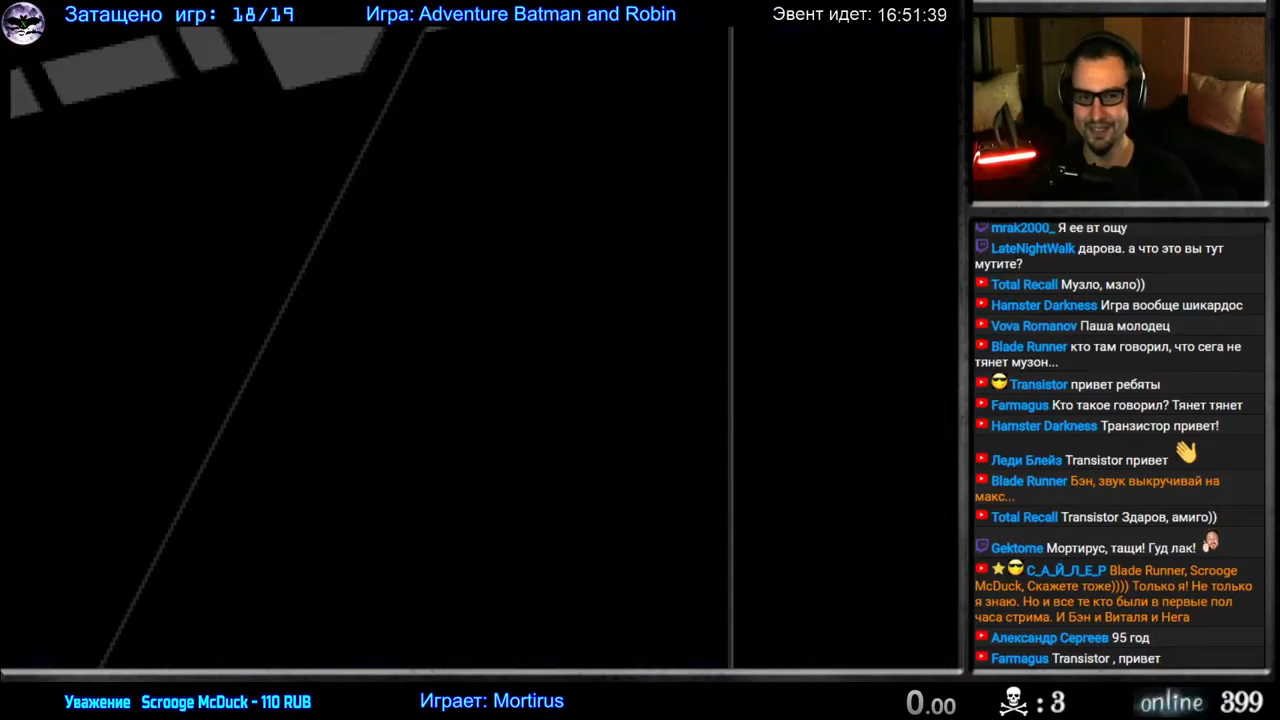 Затащено игр: 18/19
Игра: Adventure Batman and Robin
Эвент идет: 16:51:39
mrak2000_ Я ее вт ощу
LateNightWalk дарова. а что это вы тут
мутите?
Total Recall Музло, мзло))
Hamster Darkness Игра вообще шикардос
Vova Romanov Паша молодец
Blade Runner кто там говорил, что сега не
тянет музон...
Transistor привет ребяты
Farmagus Кто такое говорил? Тянет тянет
Hamster Darkness Транзистор привет!
Леди Блейз Transistor привет
Blade Runner Бэн, звук выкручивай на
макс...
Total Recall Transistor Здаров, амиго))
Gektorne Мортирус, тащи! Гуд лак!
С_А_Й_Л_Е_Р Blade Runner, Scrooge
McDuck, Скажете тоже)))) Только я! Не только
я знаю. Но и все те кто были в первые пол
часа стрима. И Бэн и Виталя и Нега
Александр Сергеев 95 год
Farmagus Transistor , привет
Уважение Scrooge McDuck - 110 RUB
Играет: Mortirus
0.00
: 3
online 399